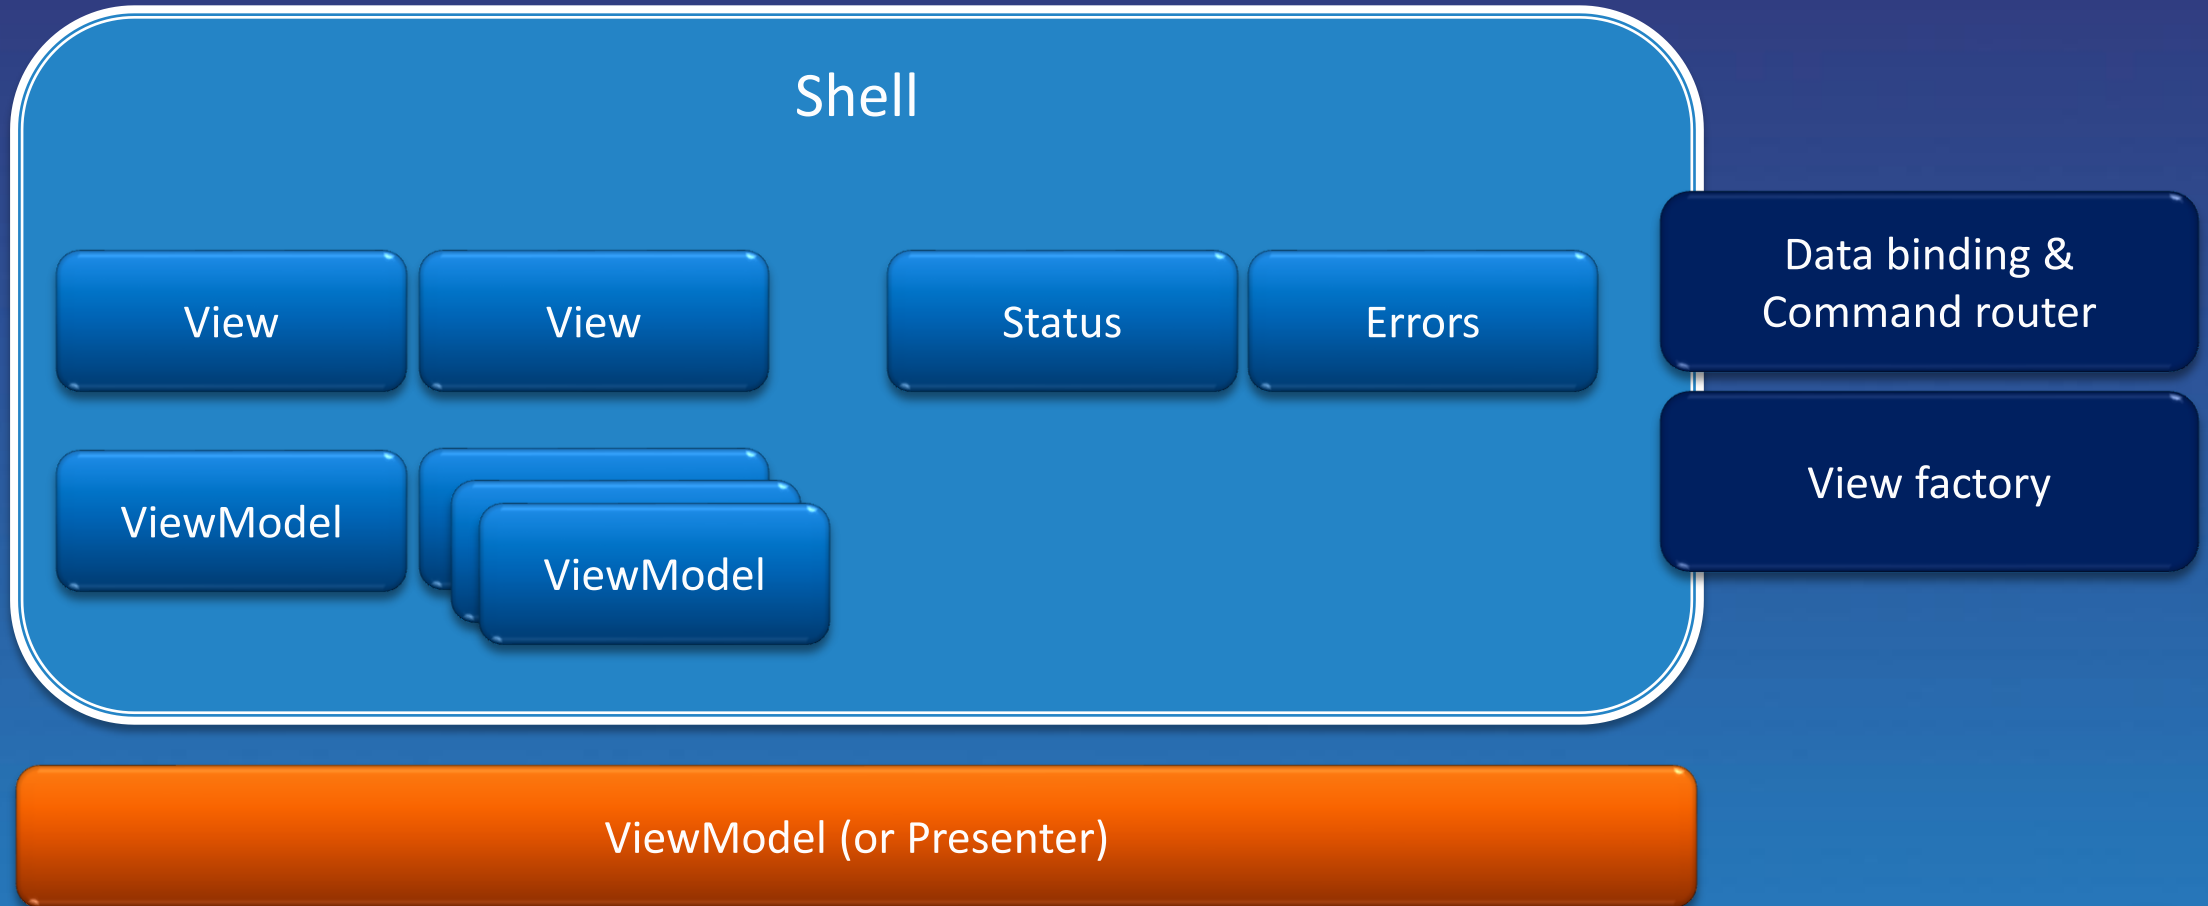 Shell
View
View
Status
Errors
Data binding &
Command router
ViewModel
ViewModel
View factory
ViewModel (or Presenter)